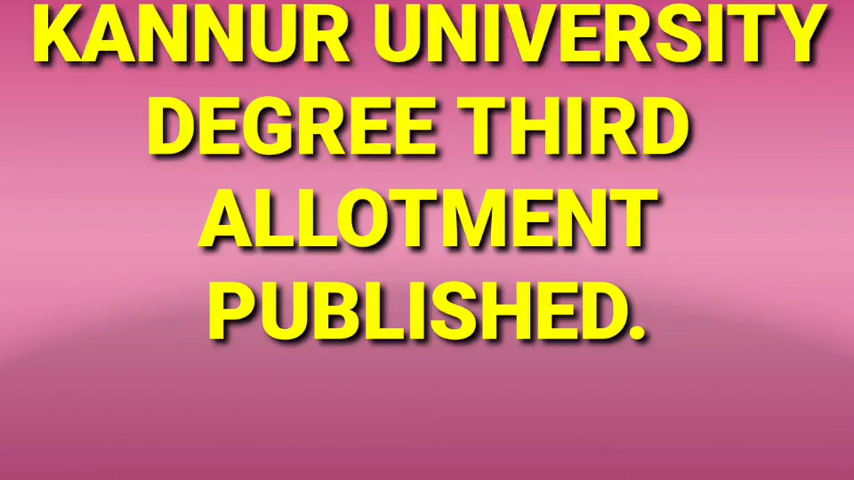 KANNUR UNIVERSITY
DEGREE THIRD
ALLOTMENT
PUBLISHED.